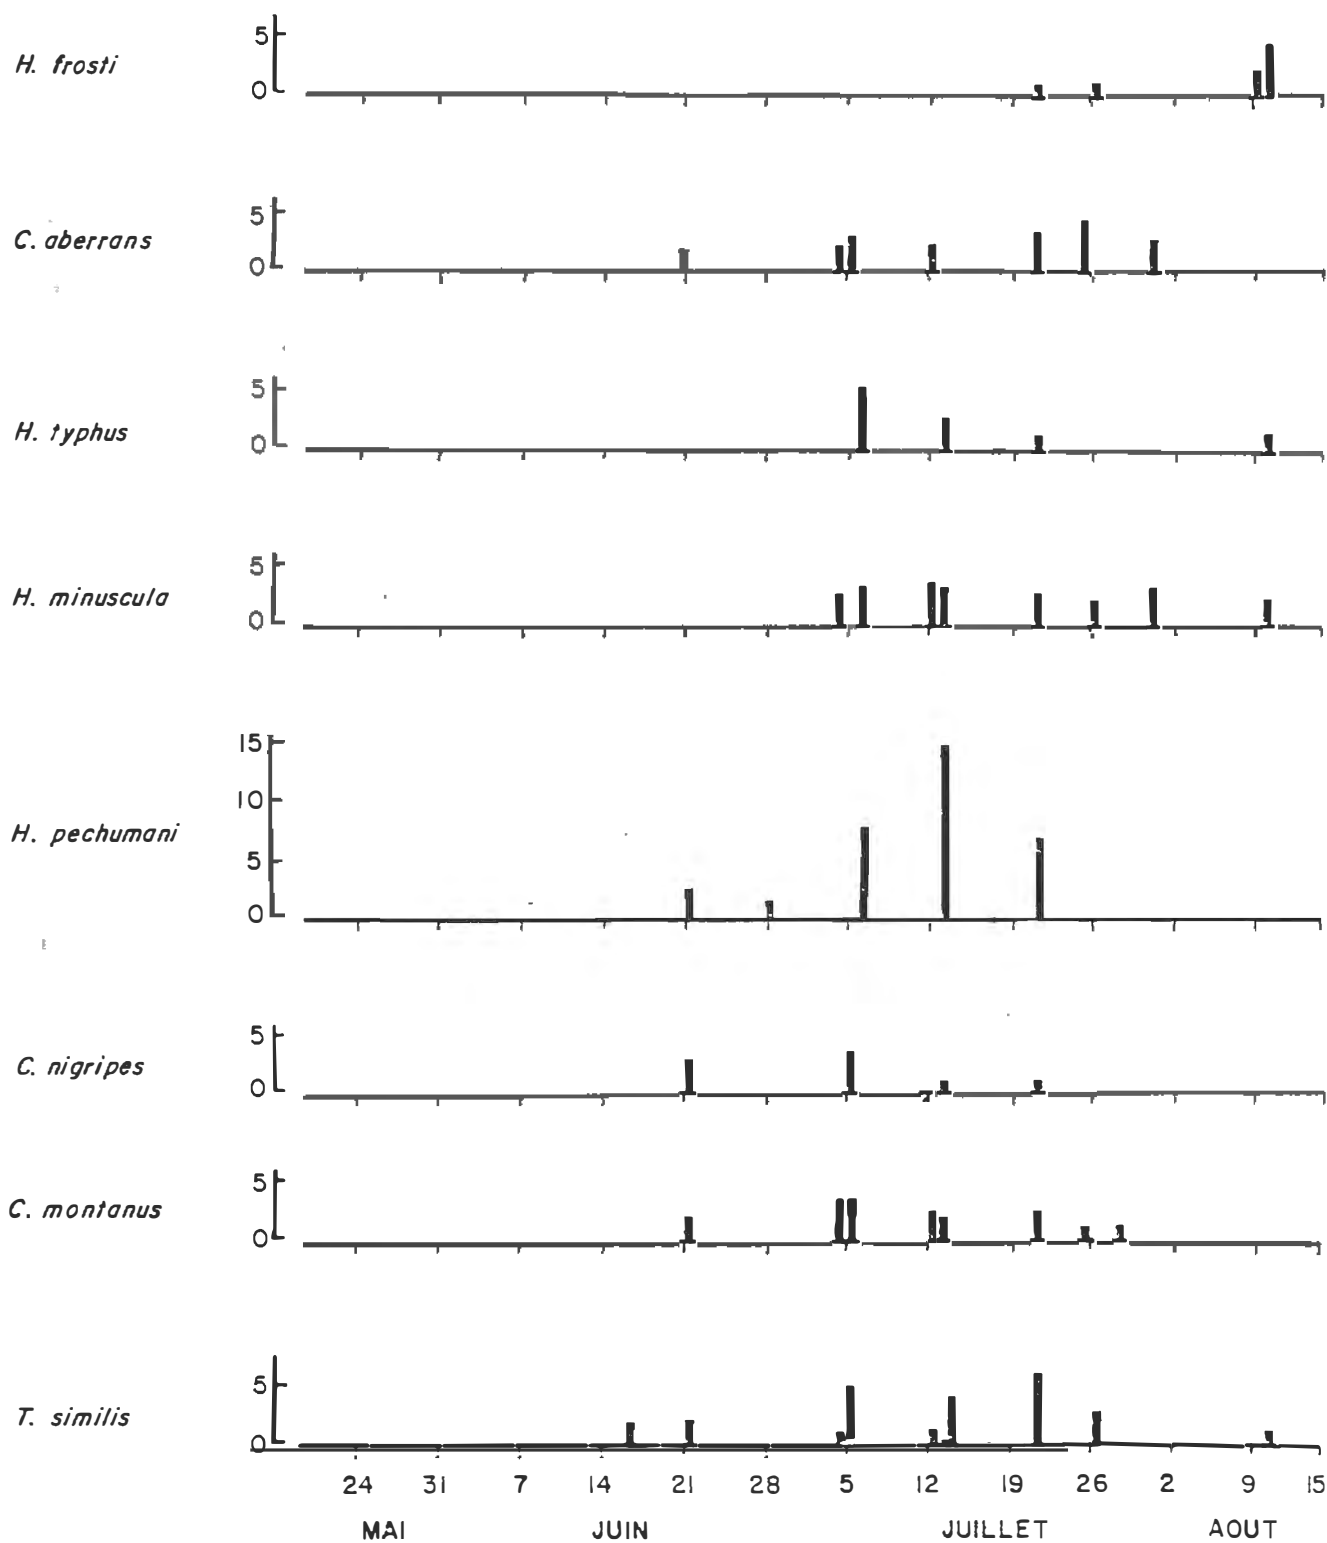 5
H. frosti
0
5
C. aberrans
0
5
H. typhus
0
5
H. minuscula
0
15
10
H. pechumani
5
0
5
C. nigripes
0
5
C. montanus
0
5
T. similis
0
24 31 7 14 21 28 5 12 19 26 2 9 15
MAI JUIN JUILLET AOUT